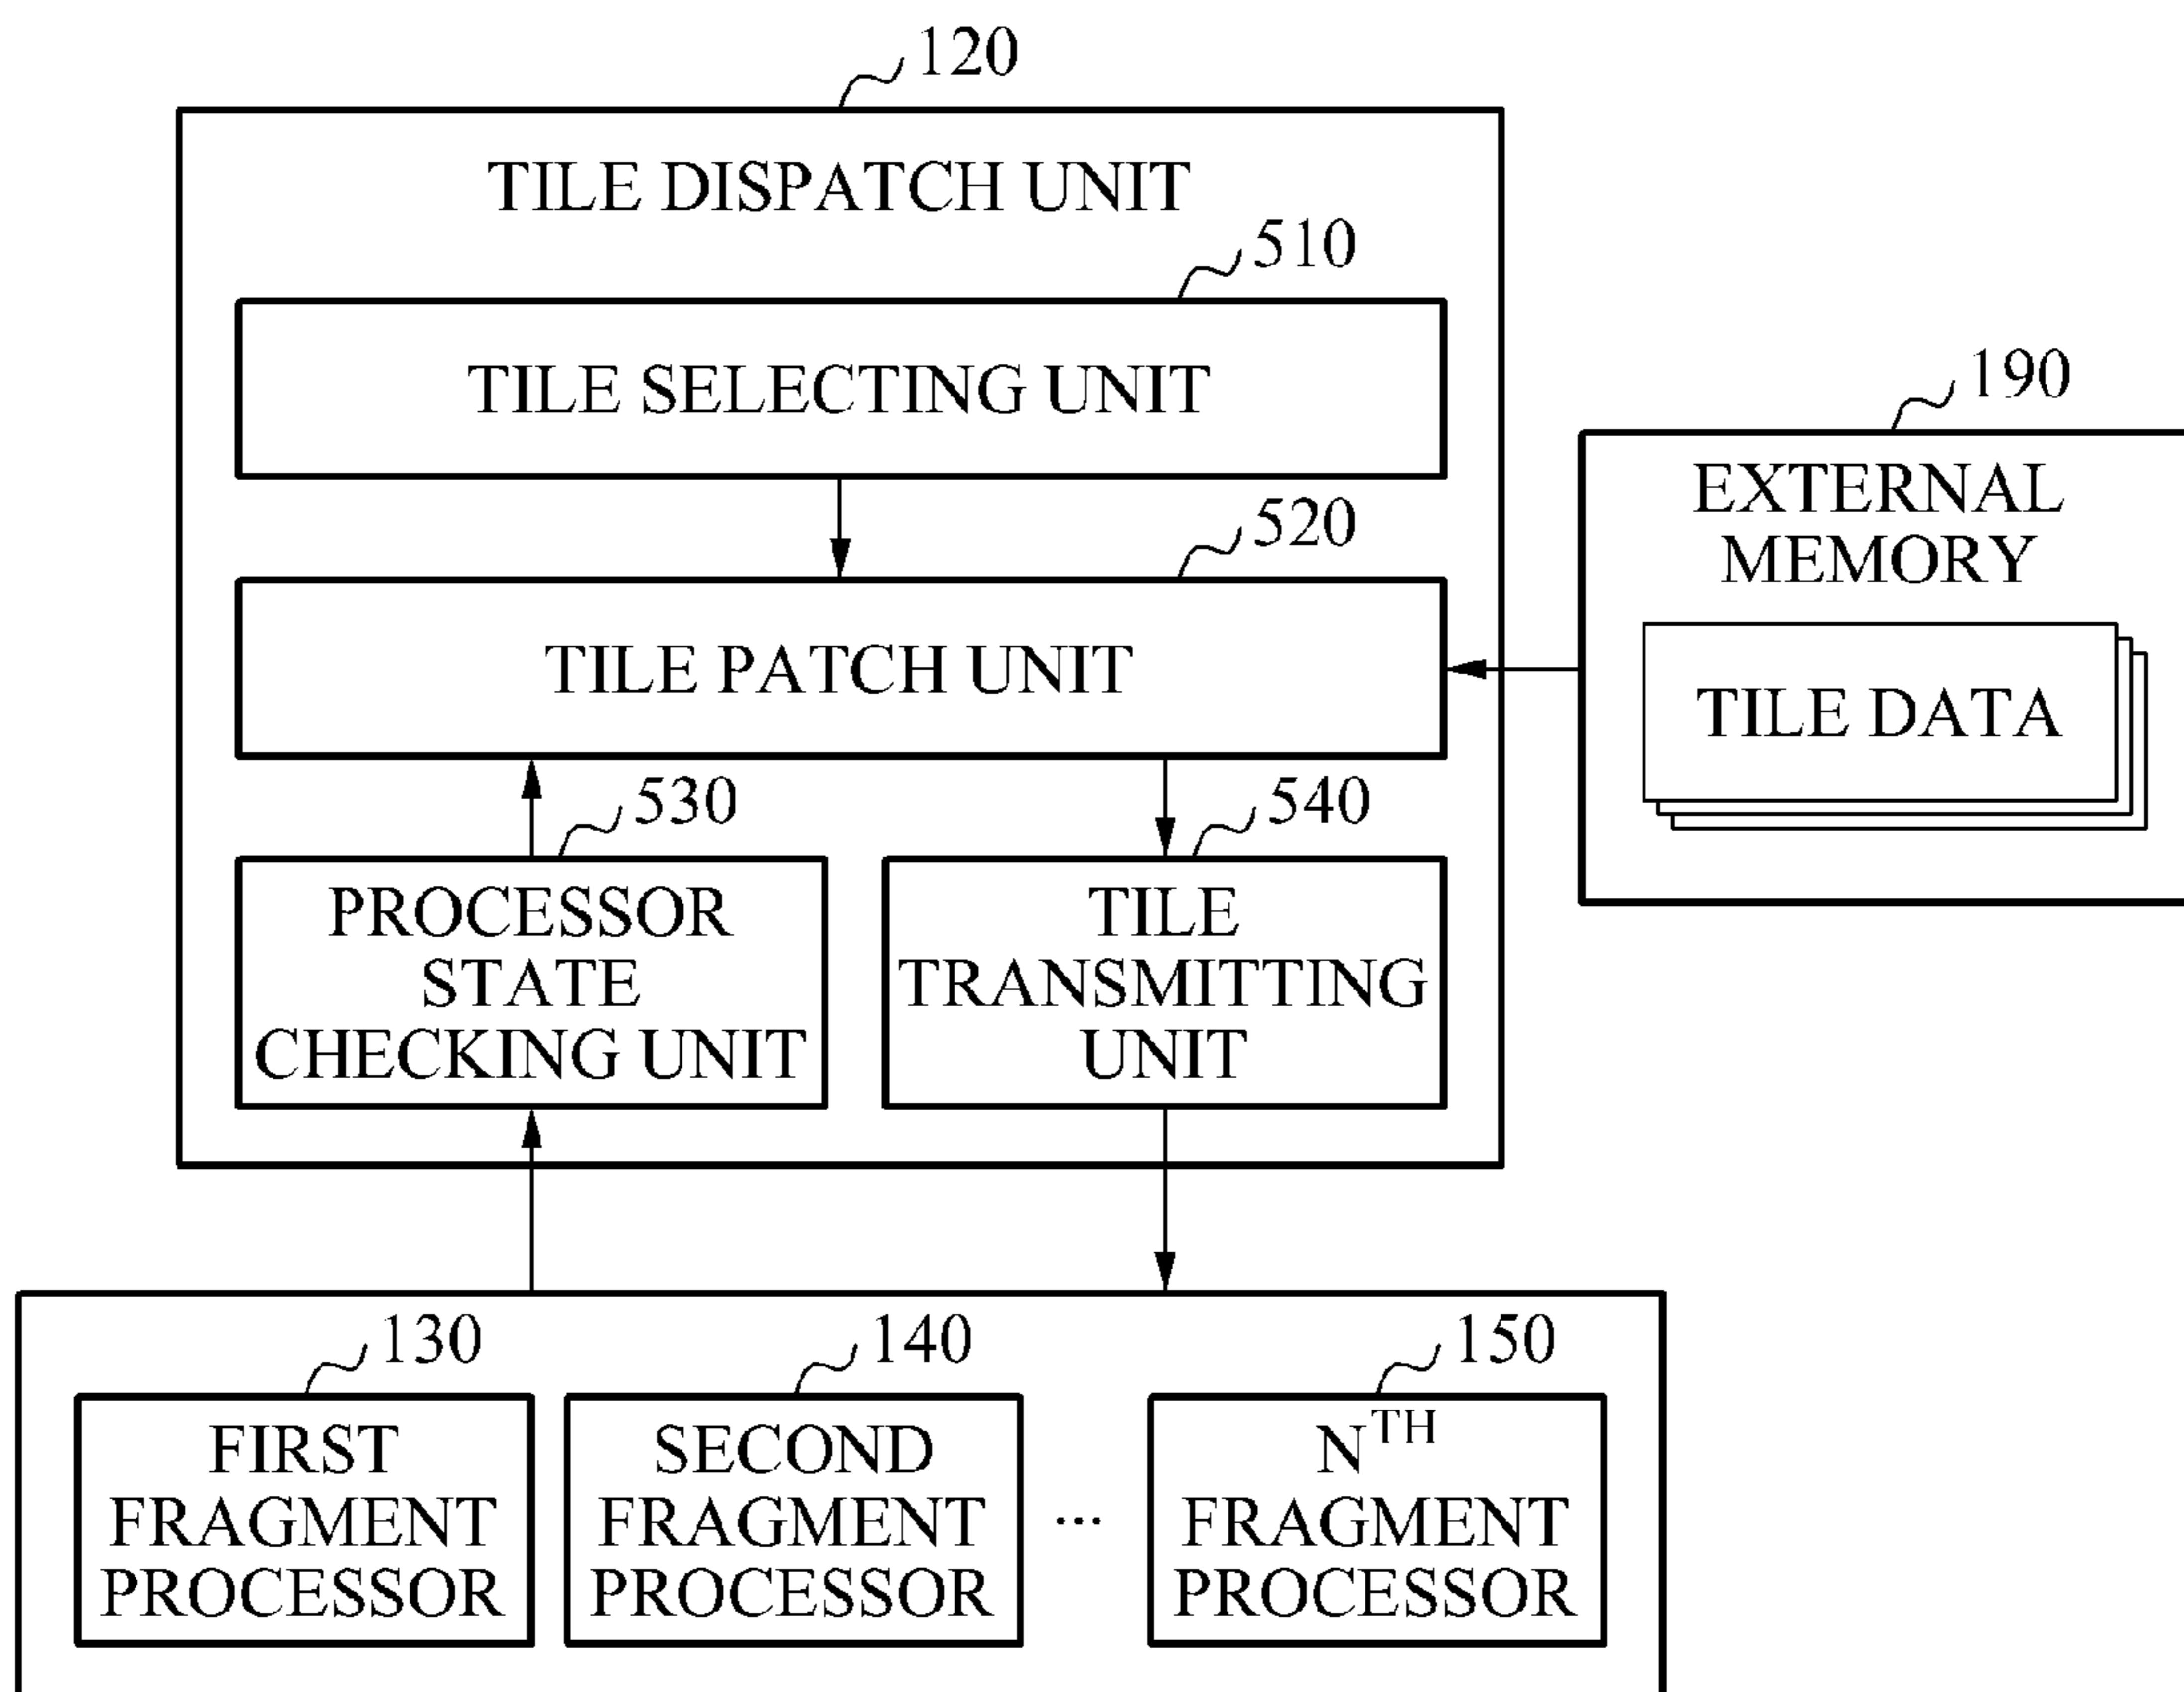 120
TILE DISPATCH UNIT
510
TILE SELECTING UNIT
520
TILE PATCH UNIT
190
EXTERNAL
MEMORY
TILE DATA
530
PROCESSOR
STATE
CHECKING UNIT
540
TILE
TRANSMITTING
UNIT
130
FIRST
FRAGMENT
PROCESSOR
140
SECOND
FRAGMENT
PROCESSOR
...
150
NTH
FRAGMENT
PROCESSOR